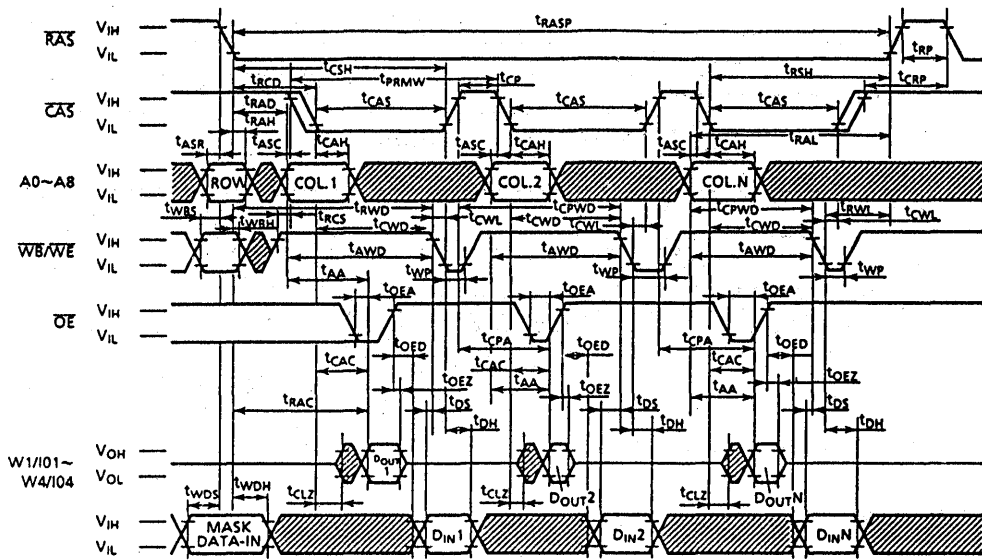 RAS VIH tRASP
VIL tRP
tCSH
tRCD tPRMW tCP tRSH tCRP
CAS VIH tRAD tCAS tCAS tCAS
VIL tRAH tRAL
tASR tASC tCAH tASC tCAH tASC tCAH
A0~A8 VIH ROW COL.1 COL.2 COL.N
VIL
tWBS tRWD tCPWD tCPWD tRWL
tWBH tRCS tCWD tCWL tCWD tCWL tCWD tCWL
WB/WE VIH tAWD tAWD tAWD
VIL tAA tWP tWP tWP
tOEA tOEA tOEA
OE VIH
VIL
tOED tCPA tOED tCPA tOED
tCAC tCAC tCAC
tOEZ tAA tOEZ tAA tOEZ
tRAC tDS tDS tDS
tDH tDH tDH
W1/I01~ VOH DOUT 1
W4/I04 VOL
tWDS tWDH tCLZ tCLZ DOUT2 tCLZ DOUTN
VIH MASK DIN1 DIN2 DINN
VIL DATA-IN